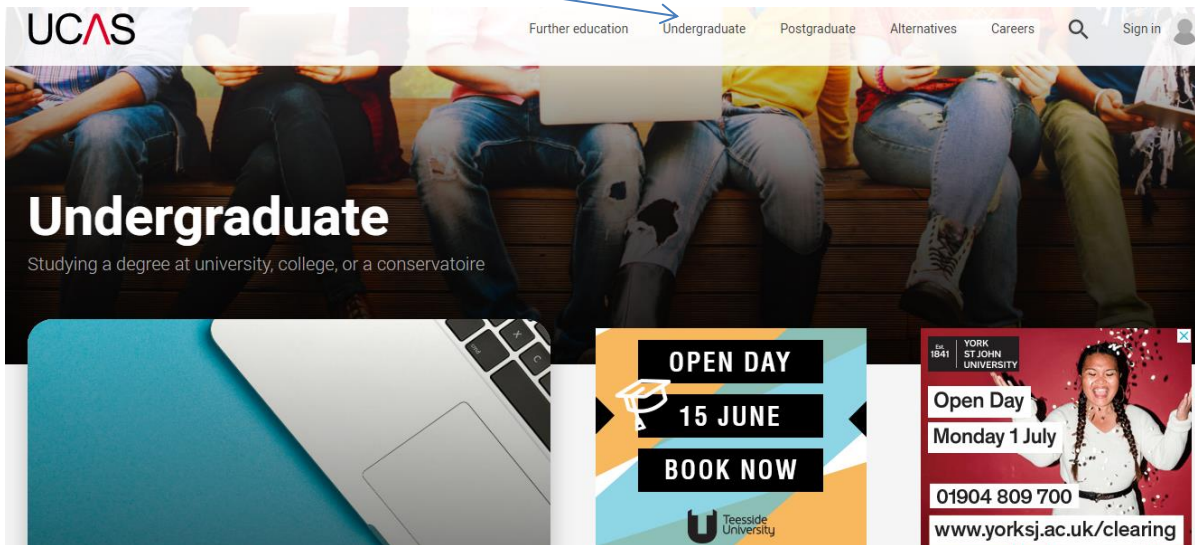 UCAS
Further education Undergraduate Postgraduate Alternatives Careers Sign in
Undergraduate
Studying a degree at university, college, or a conservatoire
OPEN DAY
15 JUNE
BOOK NOW
Teesside
University
Est.
1841
YORK
ST JOHN
UNIVERSITY
Open Day
Monday 1 July
01904 809 700
www.yorksj.ac.uk/clearing